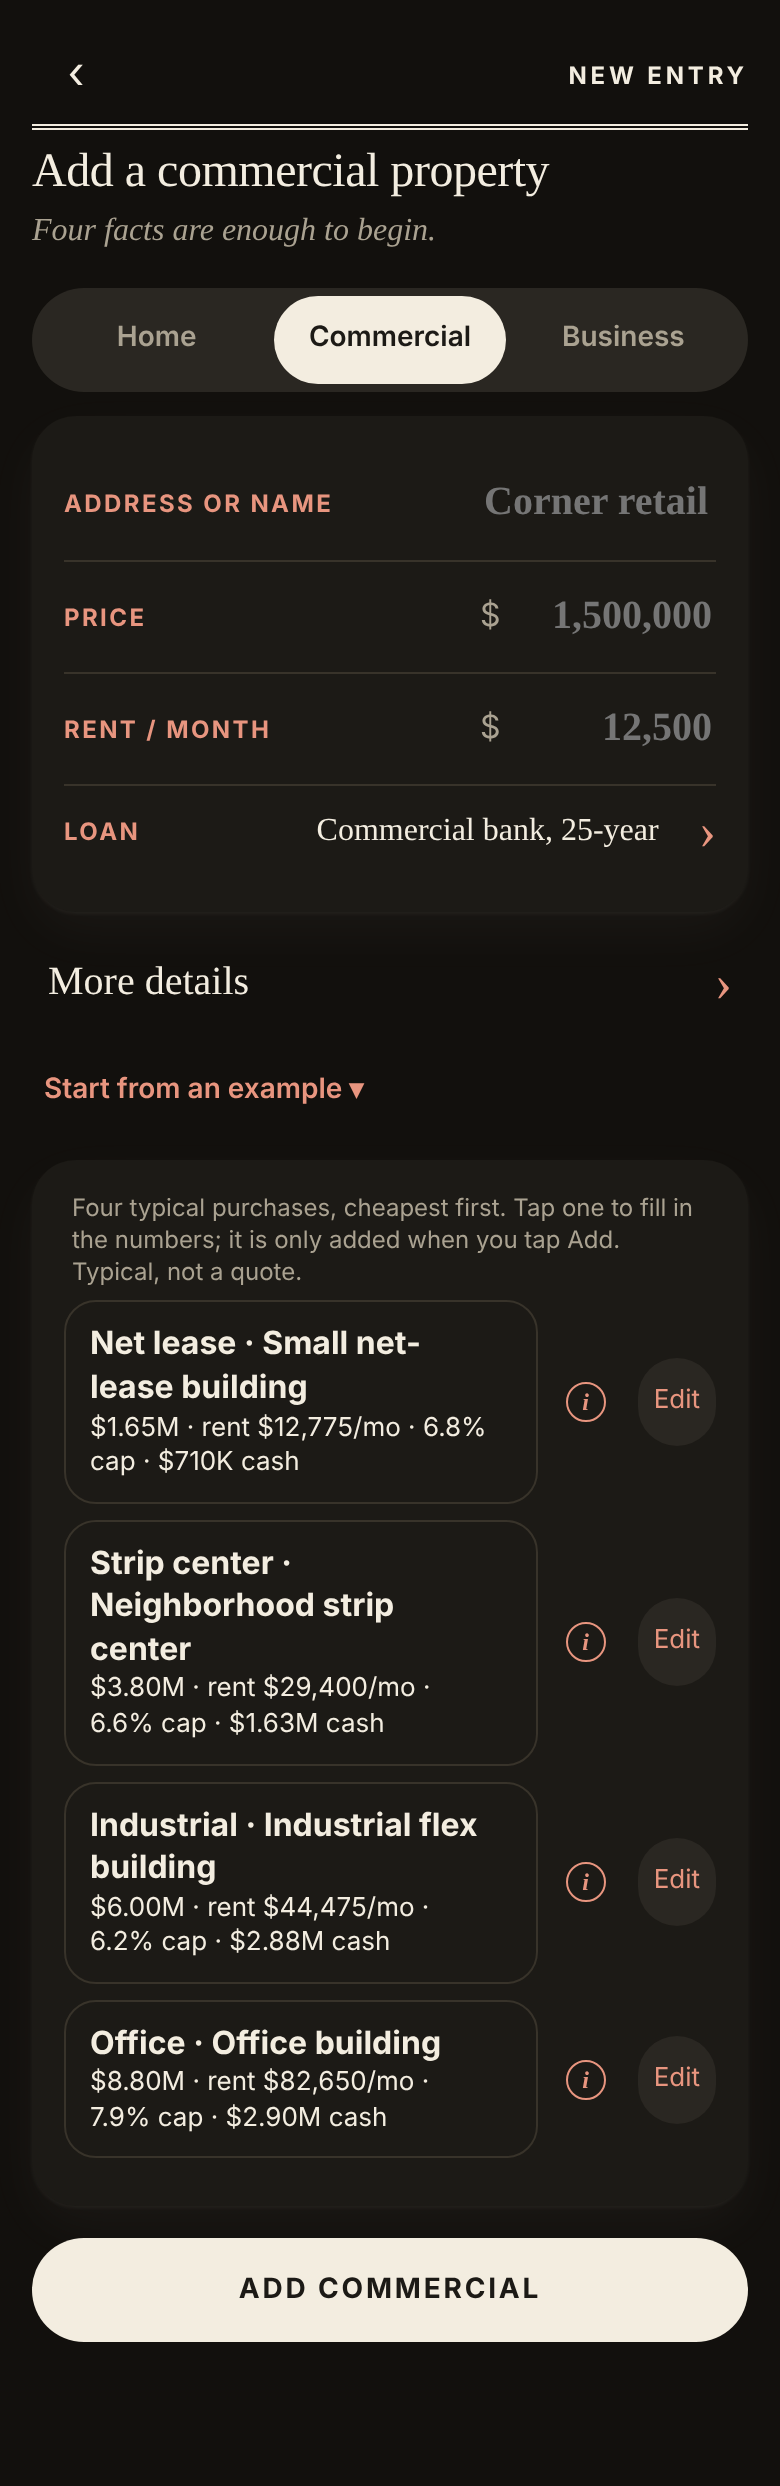 ‹
NEW ENTRY
Add a commercial property
Four facts are enough to begin.
Home
Commercial
Business
ADDRESS OR NAME
Corner retail
PRICE
$ 1,500,000
RENT / MONTH
$ 12,500
LOAN
Commercial bank, 25-year ›
More details ›
Start from an example ▾
Four typical purchases, cheapest first. Tap one to fill in
the numbers; it is only added when you tap Add.
Typical, not a quote.
Net lease · Small net-
lease building
$1.65M · rent $12,775/mo · 6.8%
cap · $710K cash
i
Edit
Strip center ·
Neighborhood strip
center
$3.80M · rent $29,400/mo ·
6.6% cap · $1.63M cash
i
Edit
Industrial · Industrial flex
building
$6.00M · rent $44,475/mo ·
6.2% cap · $2.88M cash
i
Edit
Office · Office building
$8.80M · rent $82,650/mo ·
7.9% cap · $2.90M cash
i
Edit
ADD COMMERCIAL